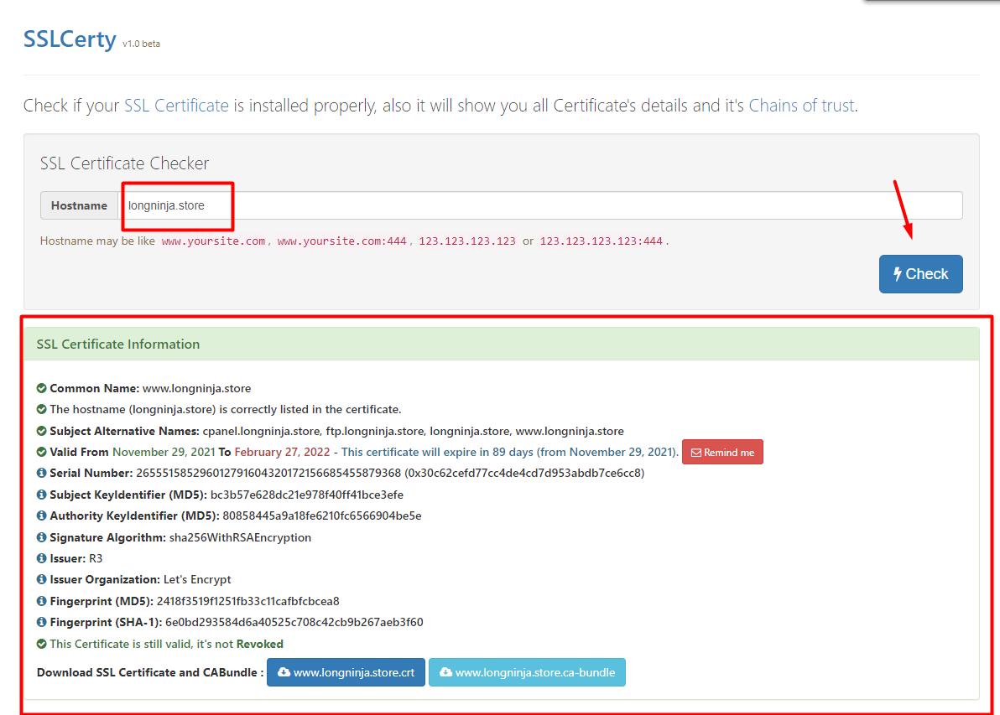 SSLCerty v1.0 beta
Check if your SSL Certificate is installed properly, also it will show you all Certificate's details and it's Chains of trust.
SSL Certificate Checker
Hostname longninja.store
Hostname may be like www.yoursite.com, www.yoursite.com:444, 123.123.123.123 or 123.123.123.123:444.
Check
SSL Certificate Information
Common Name: www.longninja.store
The hostname (longninja.store) is correctly listed in the certificate.
Subject Alternative Names: cpanel.longninja.store, ftp.longninja.store, longninja.store, www.longninja.store
Valid From November 29, 2021 To February 27, 2022 - This certificate will expire in 89 days (from November 29, 2021). Remind me
Serial Number: 265551585296012791604320172156685455879368 (0x30c62cefd77cc4de4cd7d953abdb7ce6cc8)
Subject KeyIdentifier (MD5): bc3b57e628dc21e978f40ff41bce3efe
Authority KeyIdentifier (MD5): 80858445a9a18fe6210fc6566904be5e
Signature Algorithm: sha256WithRSAEncryption
Issuer: R3
Issuer Organization: Let's Encrypt
Fingerprint (MD5): 2418f3519f1251fb33c11cafbfcbcea8
Fingerprint (SHA-1): 6e0bd293584d6a40525c708c42cb9b267aeb3f60
This Certificate is still valid, it's not Revoked
Download SSL Certificate and CABundle : www.longninja.store.crt www.longninja.store.ca-bundle